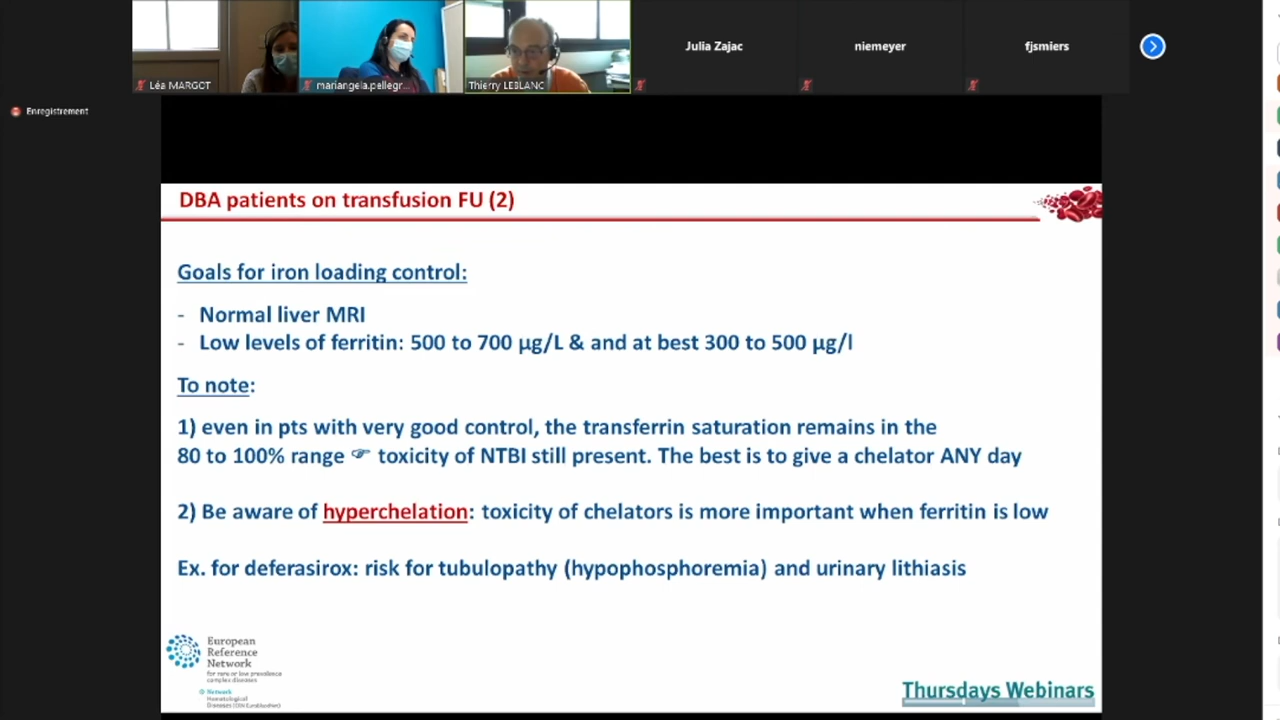 Léa MARGOT
mariangela.pellegr...
Thierry LEBLANC
Julia Zajac
niemeyer
fjsmiers
Enregistrement
DBA patients on transfusion FU (2)
Goals for iron loading control:
- Normal liver MRI
- Low levels of ferritin: 500 to 700 µg/L & and at best 300 to 500 µg/l
To note:
1) even in pts with very good control, the transferrin saturation remains in the
80 to 100% range ☞ toxicity of NTBI still present. The best is to give a chelator ANY day
2) Be aware of hyperchelation: toxicity of chelators is more important when ferritin is low
Ex. for deferasirox: risk for tubulopathy (hypophosphoremia) and urinary lithiasis
European
Reference
Network
for rare or low prevalence
complex diseases
Network
Hematological
Diseases (ERN EuroBloodNet)
Thursdays Webinars